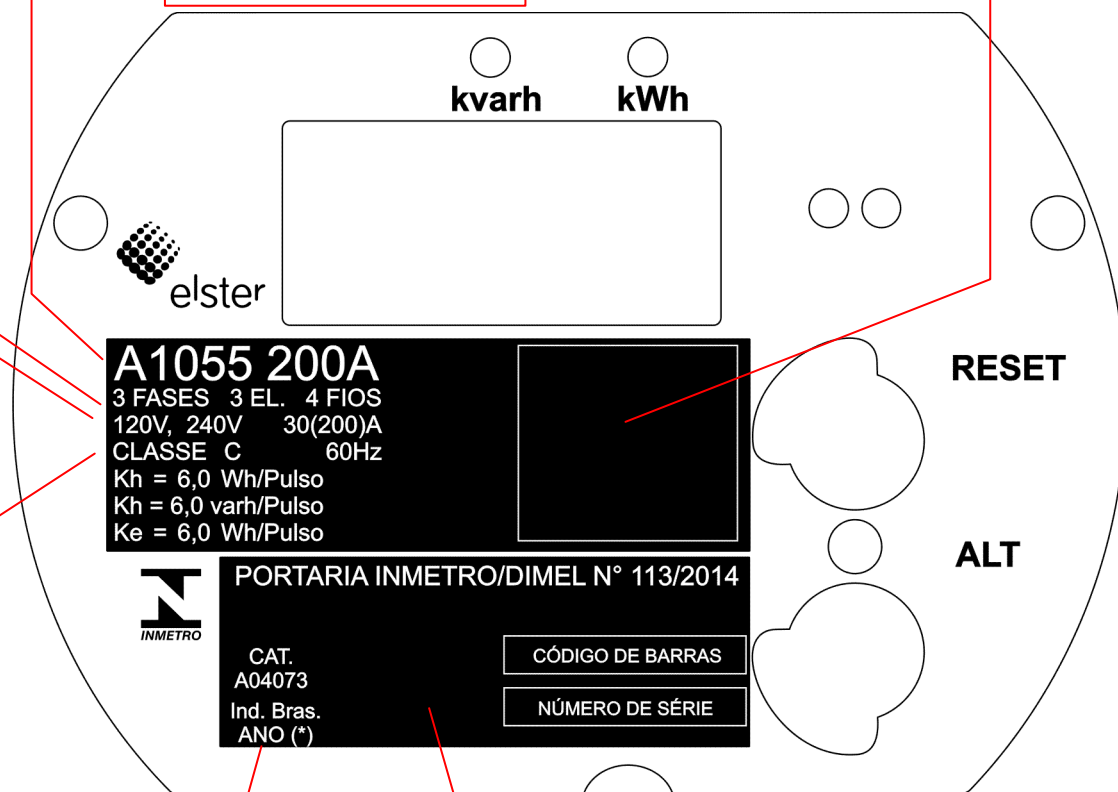 kvarh kWh
elster
A1055 200A
3 FASES 3 EL. 4 FIOS
120V, 240V 30(200)A
CLASSE C 60Hz
Kh = 6,0 Wh/Pulso
Kh = 6,0 varh/Pulso
Ke = 6,0 Wh/Pulso
RESET
ALT
INMETRO
PORTARIA INMETRO/DIMEL N° 113/2014
CAT.
A04073
Ind. Bras.
ANO (*)
CÓDIGO DE BARRAS
NÚMERO DE SÉRIE